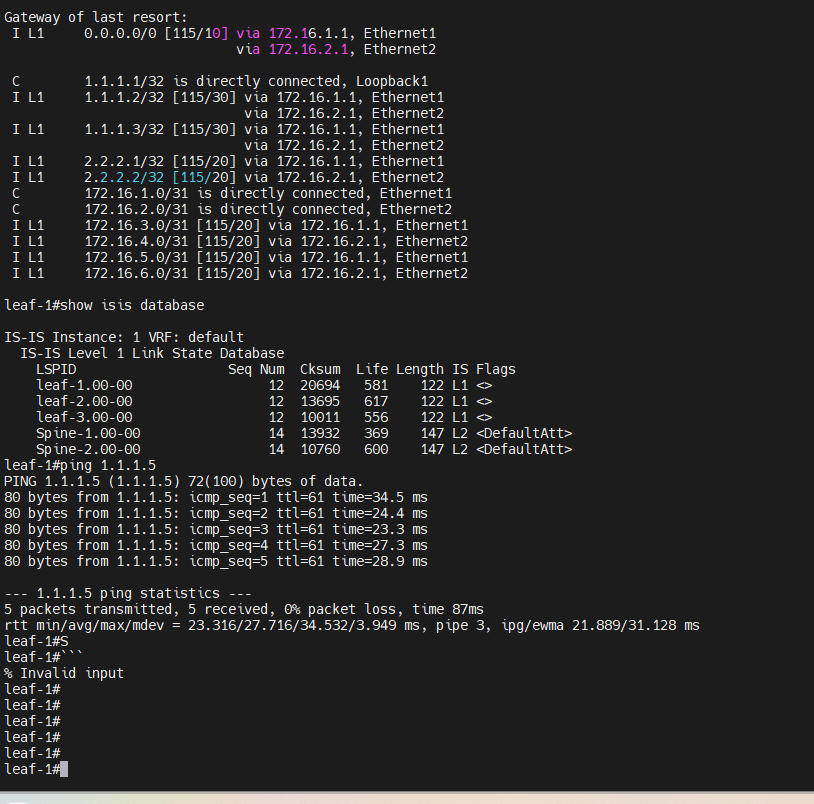 Gateway of last resort:
 I L1     0.0.0.0/0 [115/10] via 172.16.1.1, Ethernet1
                             via 172.16.2.1, Ethernet2

 C        1.1.1.1/32 is directly connected, Loopback1
 I L1     1.1.1.2/32 [115/30] via 172.16.1.1, Ethernet1
                              via 172.16.2.1, Ethernet2
 I L1     1.1.1.3/32 [115/30] via 172.16.1.1, Ethernet1
                              via 172.16.2.1, Ethernet2
 I L1     2.2.2.1/32 [115/20] via 172.16.1.1, Ethernet1
 I L1     2.2.2.2/32 [115/20] via 172.16.2.1, Ethernet2
 C        172.16.1.0/31 is directly connected, Ethernet1
 C        172.16.2.0/31 is directly connected, Ethernet2
 I L1     172.16.3.0/31 [115/20] via 172.16.1.1, Ethernet1
 I L1     172.16.4.0/31 [115/20] via 172.16.2.1, Ethernet2
 I L1     172.16.5.0/31 [115/20] via 172.16.1.1, Ethernet1
 I L1     172.16.6.0/31 [115/20] via 172.16.2.1, Ethernet2

leaf-1#show isis database

IS-IS Instance: 1 VRF: default
  IS-IS Level 1 Link State Database
    LSPID                   Seq Num  Cksum  Life Length IS Flags
    leaf-1.00-00                 12  20694   581    122 L1 <>
    leaf-2.00-00                 12  13695   617    122 L1 <>
    leaf-3.00-00                 12  10011   556    122 L1 <>
    Spine-1.00-00                14  13932   369    147 L2 <DefaultAtt>
    Spine-2.00-00                14  10760   600    147 L2 <DefaultAtt>
leaf-1#ping 1.1.1.5
PING 1.1.1.5 (1.1.1.5) 72(100) bytes of data.
80 bytes from 1.1.1.5: icmp_seq=1 ttl=61 time=34.5 ms
80 bytes from 1.1.1.5: icmp_seq=2 ttl=61 time=24.4 ms
80 bytes from 1.1.1.5: icmp_seq=3 ttl=61 time=23.3 ms
80 bytes from 1.1.1.5: icmp_seq=4 ttl=61 time=27.3 ms
80 bytes from 1.1.1.5: icmp_seq=5 ttl=61 time=28.9 ms

--- 1.1.1.5 ping statistics ---
5 packets transmitted, 5 received, 0% packet loss, time 87ms
rtt min/avg/max/mdev = 23.316/27.716/34.532/3.949 ms, pipe 3, ipg/ewma 21.889/31.128 ms
leaf-1#S
leaf-1#```
% Invalid input
leaf-1#
leaf-1#
leaf-1#
leaf-1#
leaf-1#
leaf-1#